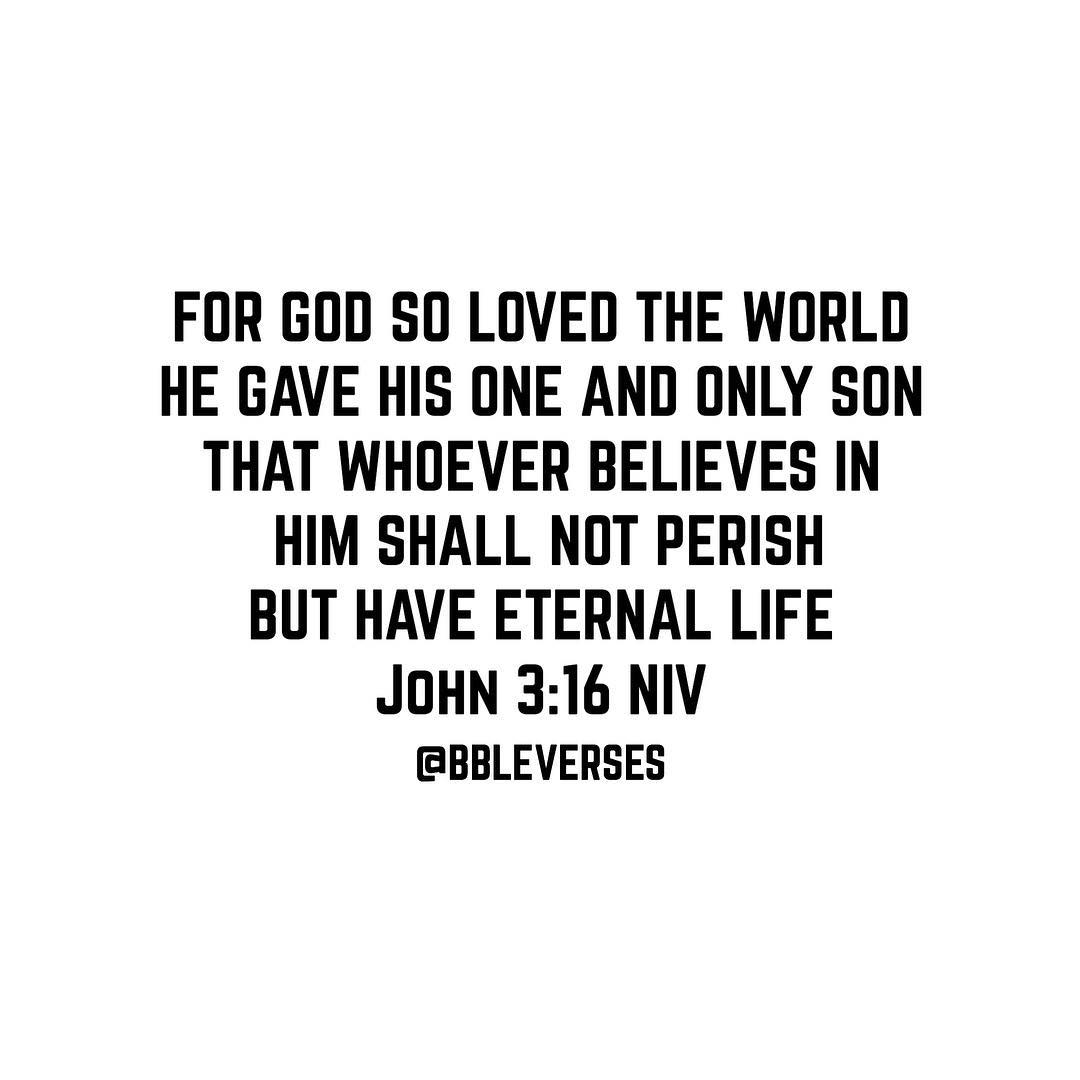 FOR GOD SO LOVED THE WORLD
HE GAVE HIS ONE AND ONLY SON
THAT WHOEVER BELIEVES IN
HIM SHALL NOT PERISH
BUT HAVE ETERNAL LIFE
JOHN 3:16 NIV
@BBLEVERSES